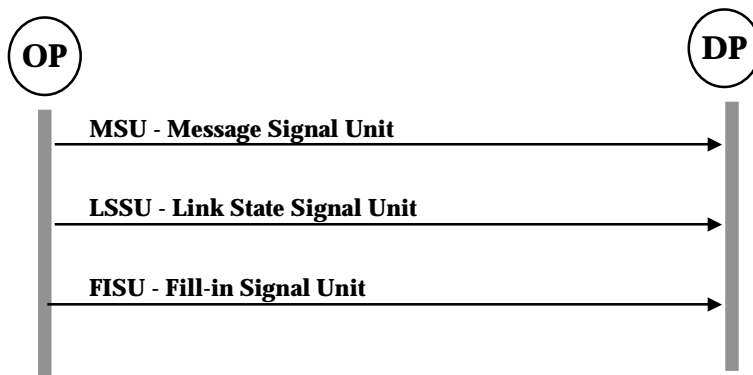 OP
DP
MSU - Message Signal Unit
LSSU - Link State Signal Unit
FISU - Fill-in Signal Unit